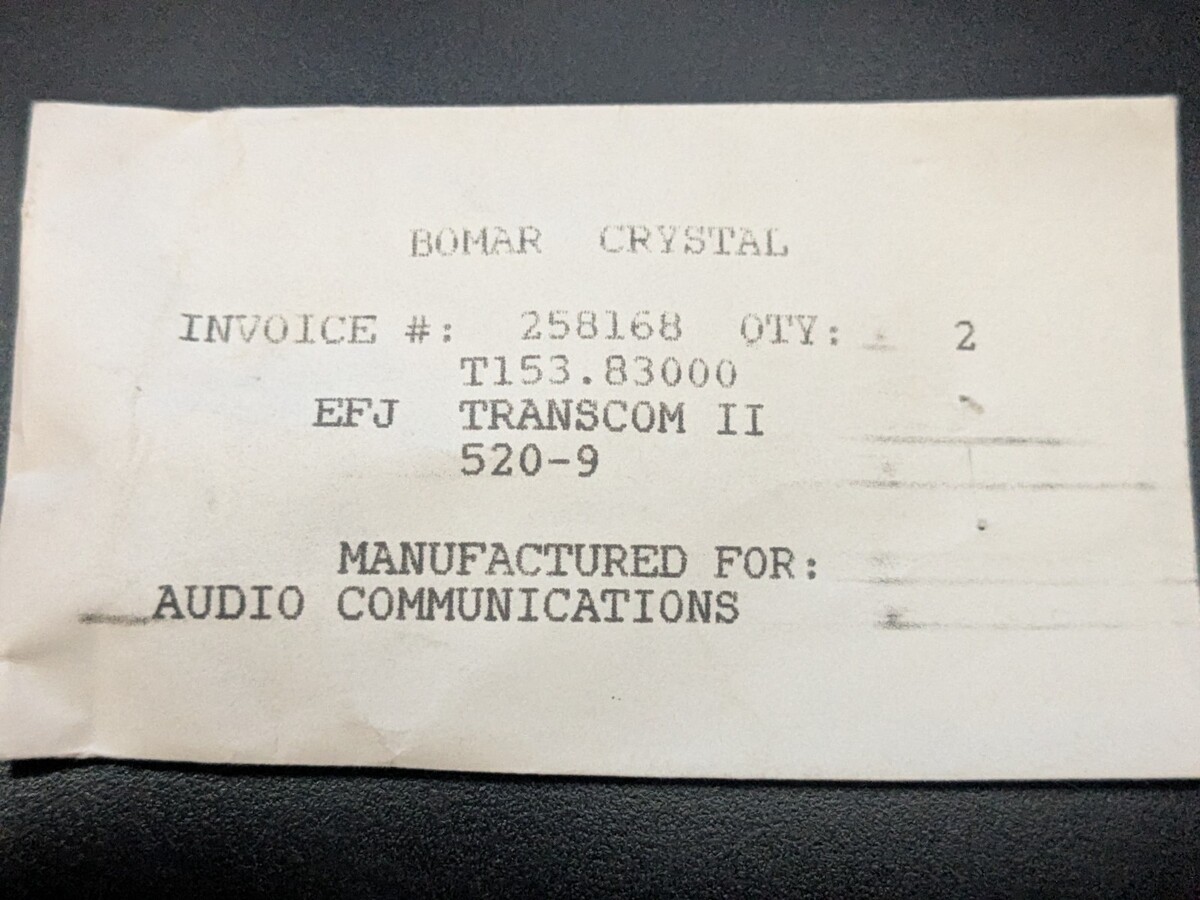 BOMAR CRYSTAL
INVOICE #: 258168 QTY: 2
T153.83000
EFJ TRANSCOM II
520-9
MANUFACTURED FOR:
AUDIO COMMUNICATIONS